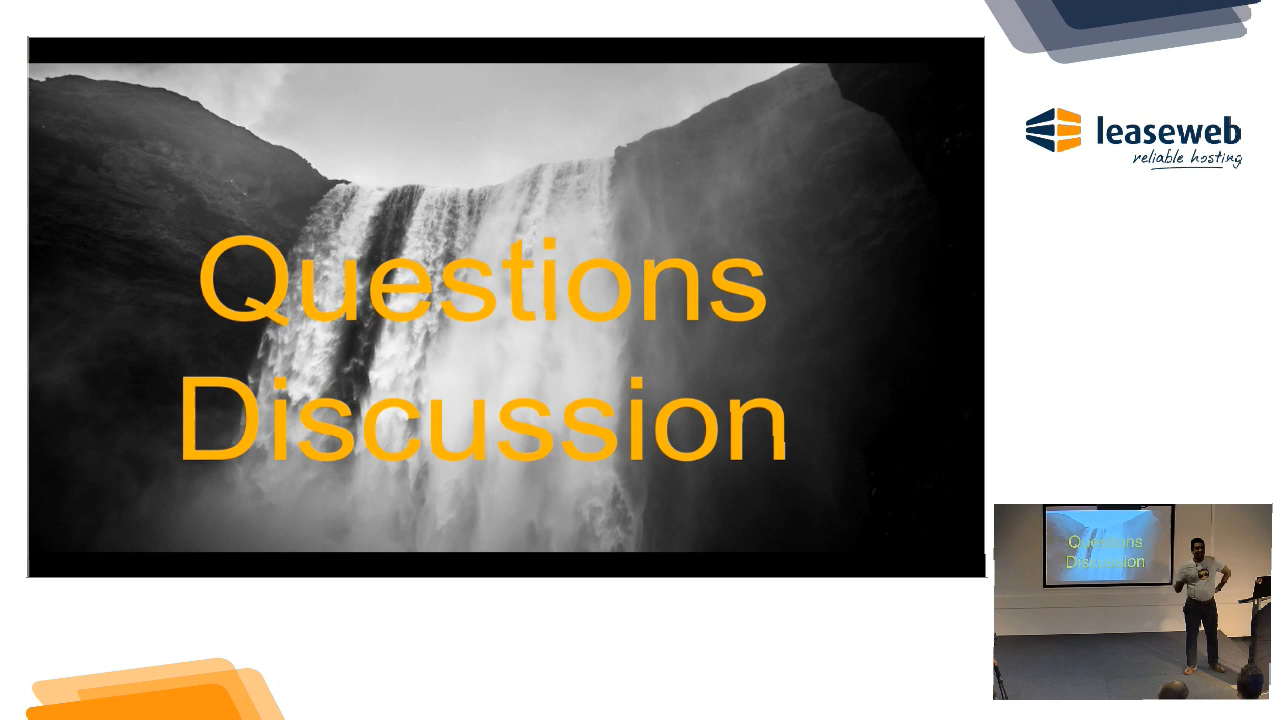 Questions
Discussion
leaseweb
reliable hosting
Questions
Discussion